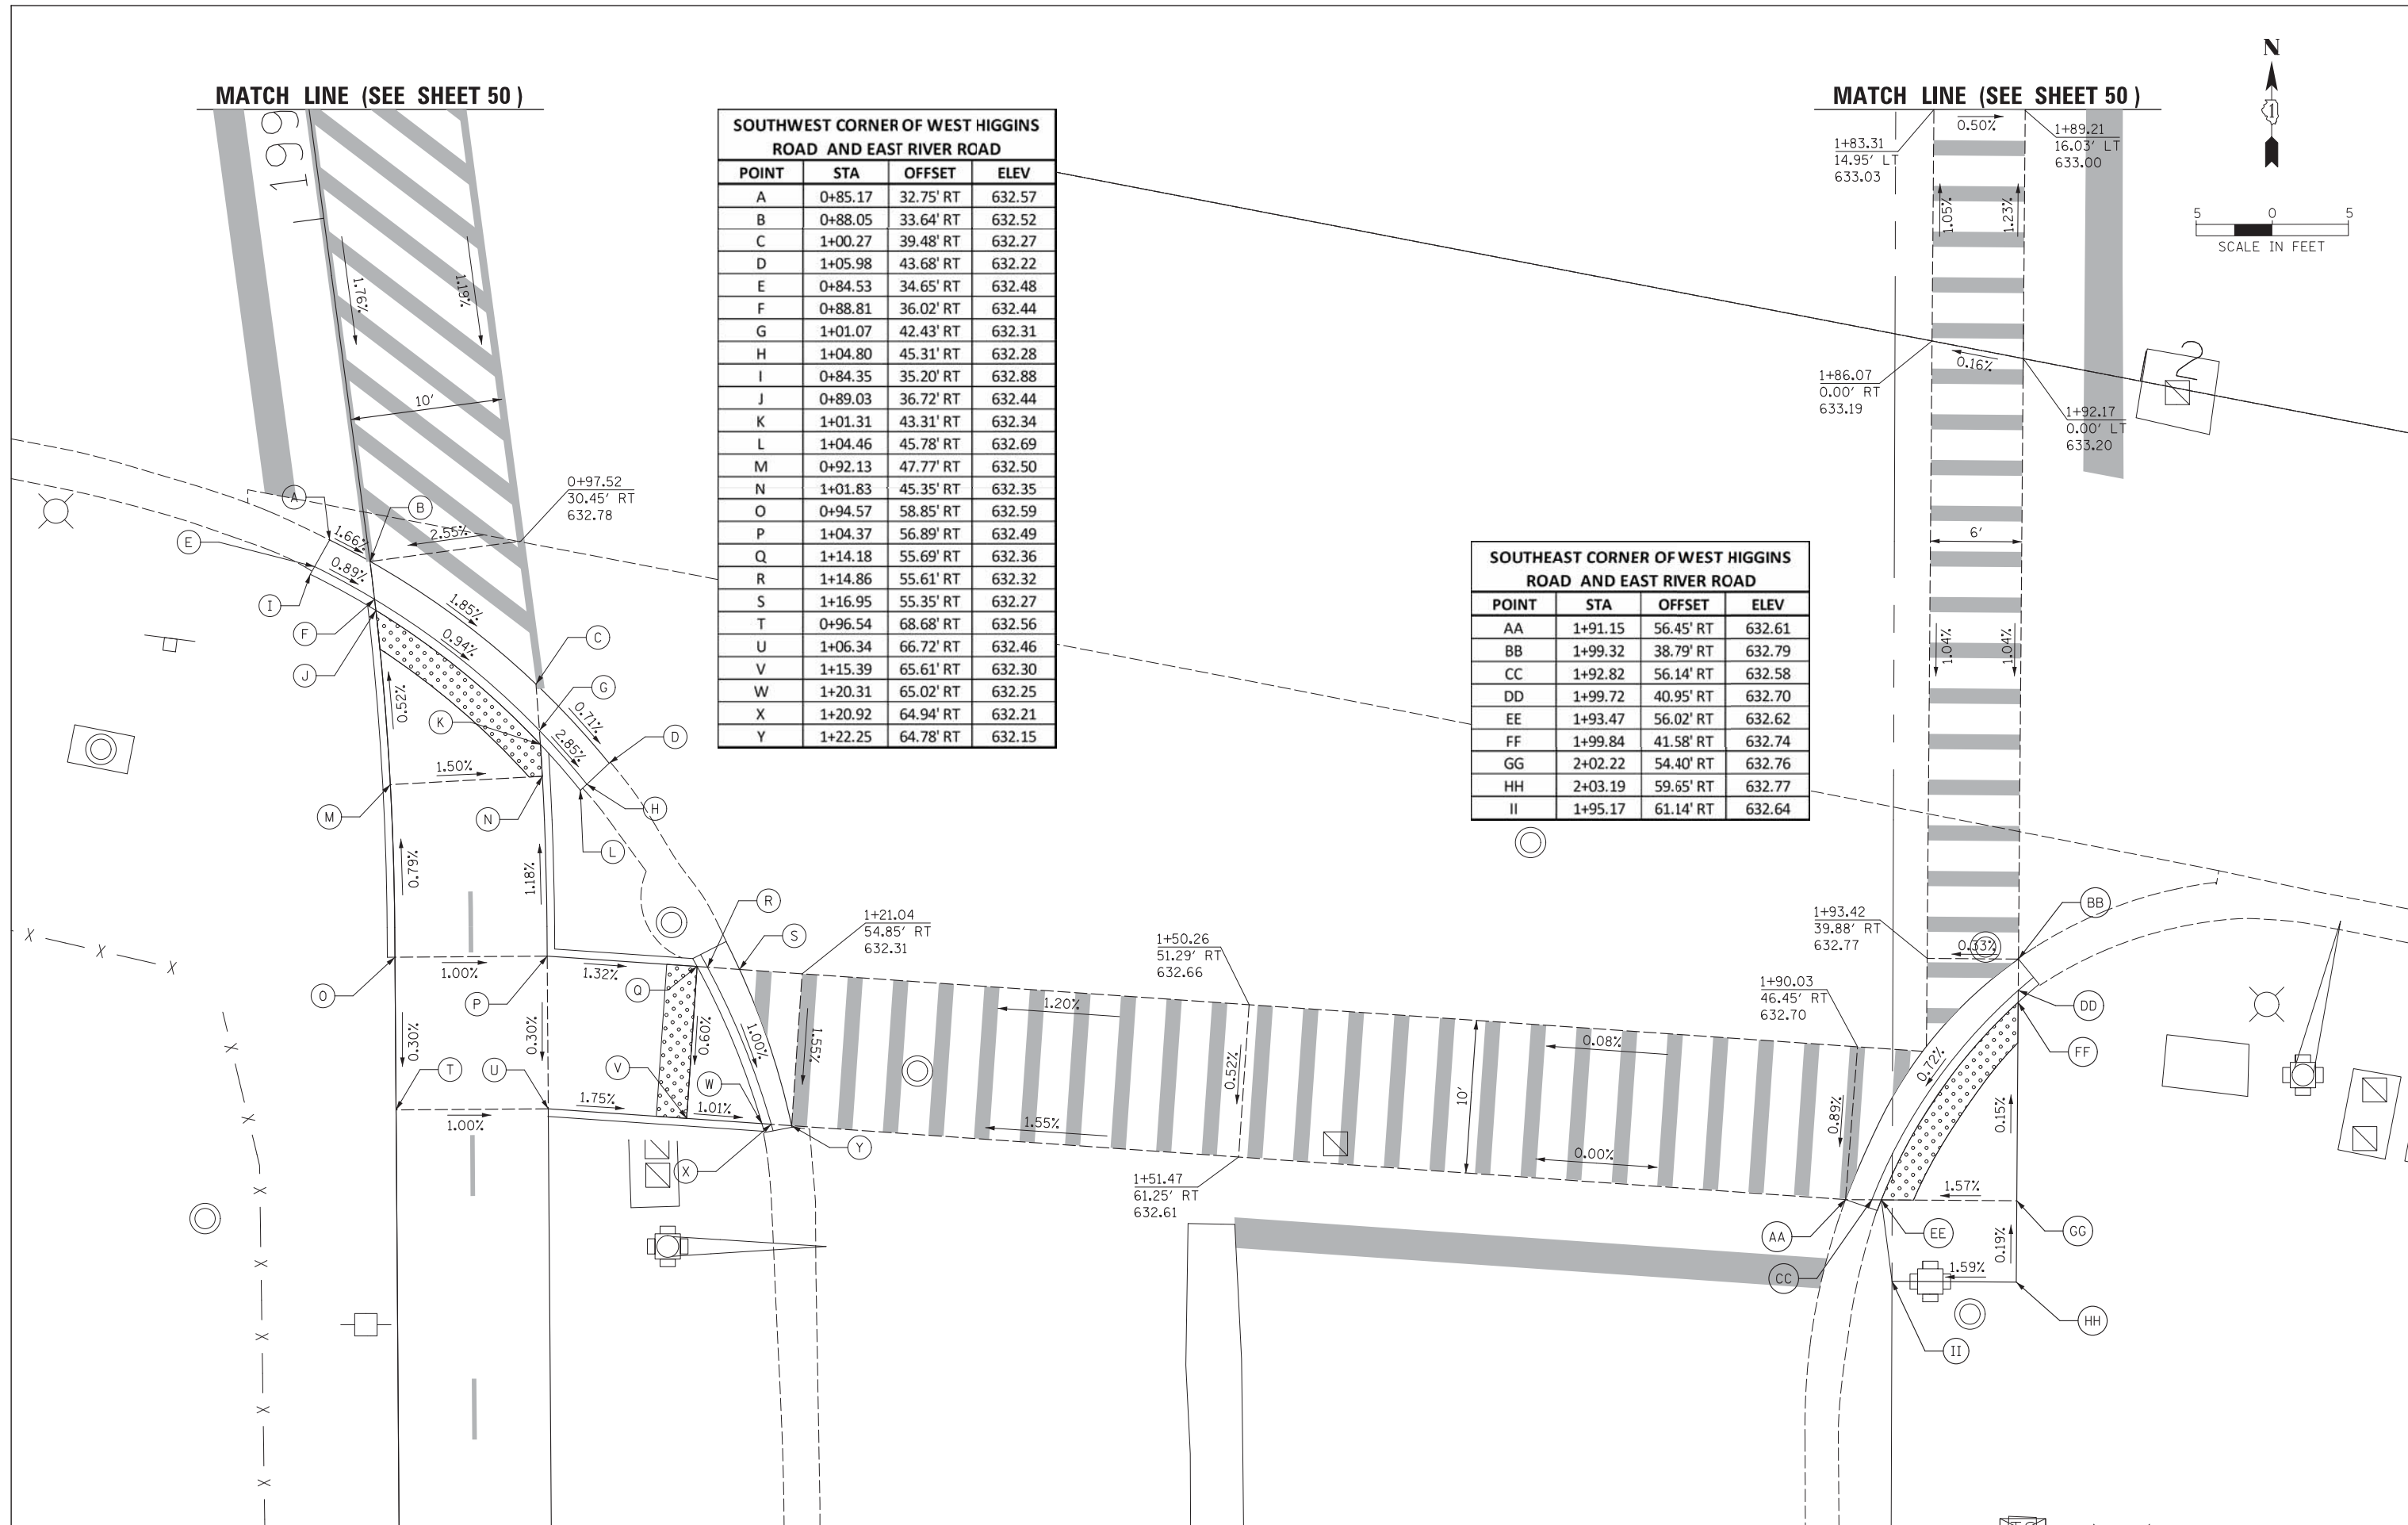 MATCH LINE (SEE SHEET 50 )
MATCH LINE (SEE SHEET 50 )
N
1
5 0 5
SCALE IN FEET
199
SOUTHWEST CORNER OF WEST HIGGINS
ROAD AND EAST RIVER ROAD
POINT STA OFFSET ELEV
A 0+85.17 32.75' RT 632.57
B 0+88.05 33.64' RT 632.52
C 1+00.27 39.48' RT 632.27
D 1+05.98 43.68' RT 632.22
E 0+84.53 34.65' RT 632.48
F 0+88.81 36.02' RT 632.44
G 1+01.07 42.43' RT 632.31
H 1+04.80 45.31' RT 632.28
I 0+84.35 35.20' RT 632.88
J 0+89.03 36.72' RT 632.44
K 1+01.31 43.31' RT 632.34
L 1+04.46 45.78' RT 632.69
M 0+92.13 47.77' RT 632.50
N 1+01.83 45.35' RT 632.35
O 0+94.57 58.85' RT 632.59
P 1+04.37 56.89' RT 632.49
Q 1+14.18 55.69' RT 632.36
R 1+14.86 55.61' RT 632.32
S 1+16.95 55.35' RT 632.27
T 0+96.54 68.68' RT 632.56
U 1+06.34 66.72' RT 632.46
V 1+15.39 65.61' RT 632.30
W 1+20.31 65.02' RT 632.25
X 1+20.92 64.94' RT 632.21
Y 1+22.25 64.78' RT 632.15
SOUTHEAST CORNER OF WEST HIGGINS
ROAD AND EAST RIVER ROAD
POINT STA OFFSET ELEV
AA 1+91.15 56.45' RT 632.61
BB 1+99.32 38.79' RT 632.79
CC 1+92.82 56.14' RT 632.58
DD 1+99.72 40.95' RT 632.70
EE 1+93.47 56.02' RT 632.62
FF 1+99.84 41.58' RT 632.74
GG 2+02.22 54.40' RT 632.76
HH 2+03.19 59.65' RT 632.77
II 1+95.17 61.14' RT 632.64
0.50%
1+83.31
14.95' LT
633.03
1+89.21
16.03' LT
633.00
1.05%
1.23%
0.16%
1+86.07
0.00' RT
633.19
1+92.17
0.00' LT
633.20
2
6'
1.04%
1.04%
1.76%
1.19%
10'
0+97.52
30.45' RT
632.78
A
B
E
1.66%
2.55%
0.89%
I
F
1.85%
C
0.94%
J
G
0.52%
K
0.71%
2.85%
D
1.50%
H
M
N
L
0.79%
1.18%
R
1+21.04
54.85' RT
632.31
S
1.00%
1.32%
O
P
Q
0.30%
0.30%
0.60%
1.00%
1.55%
T
U
V
W
1.00%
1.75%
1.01%
X
Y
1.20%
1+50.26
51.29' RT
632.66
0.52%
1.55%
1+51.47
61.25' RT
632.61
10'
0.08%
0.00%
1+93.42
39.88' RT
632.77
0.33%
BB
1+90.03
46.45' RT
632.70
0.89%
0.72%
DD
FF
0.15%
1.57%
AA
EE
GG
0.19%
CC
1.59%
HH
II
X X X
X
X
X
X
X
X
X
X